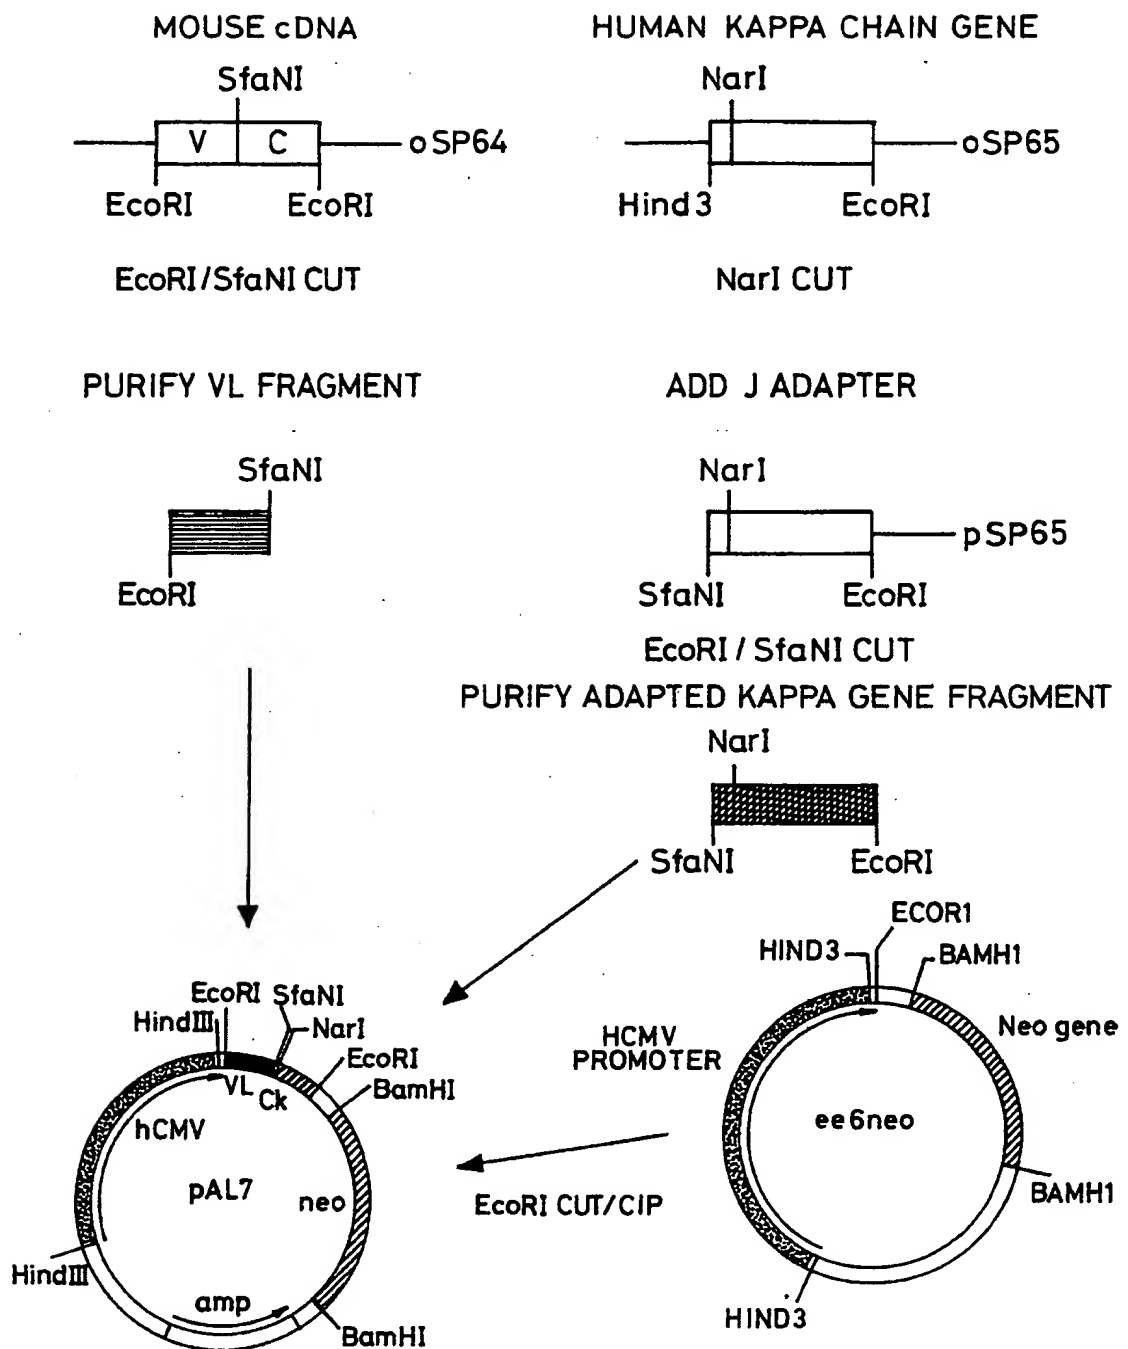 MOUSE cDNA
SfaNI
V C
oSP64
EcoRI EcoRI
EcoRI/SfaNI CUT
HUMAN KAPPA CHAIN GENE
NarI
oSP65
Hind3 EcoRI
NarI CUT
PURIFY VL FRAGMENT
SfaNI
EcoRI
ADD J ADAPTER
NarI
pSP65
SfaNI EcoRI
EcoRI / SfaNI CUT
PURIFY ADAPTED KAPPA GENE FRAGMENT
NarI
SfaNI EcoRI
ECOR1
HIND3
BAMH1
HCMV
PROMOTER
Neo gene
ee6neo
BAMH1
HIND3
EcoRI CUT/CIP
EcoRI SfaNI
HindIII
NarI
EcoRI
BamHI
VL Ck
hCMV
pAL7
neo
HindIII
amp
BamHI